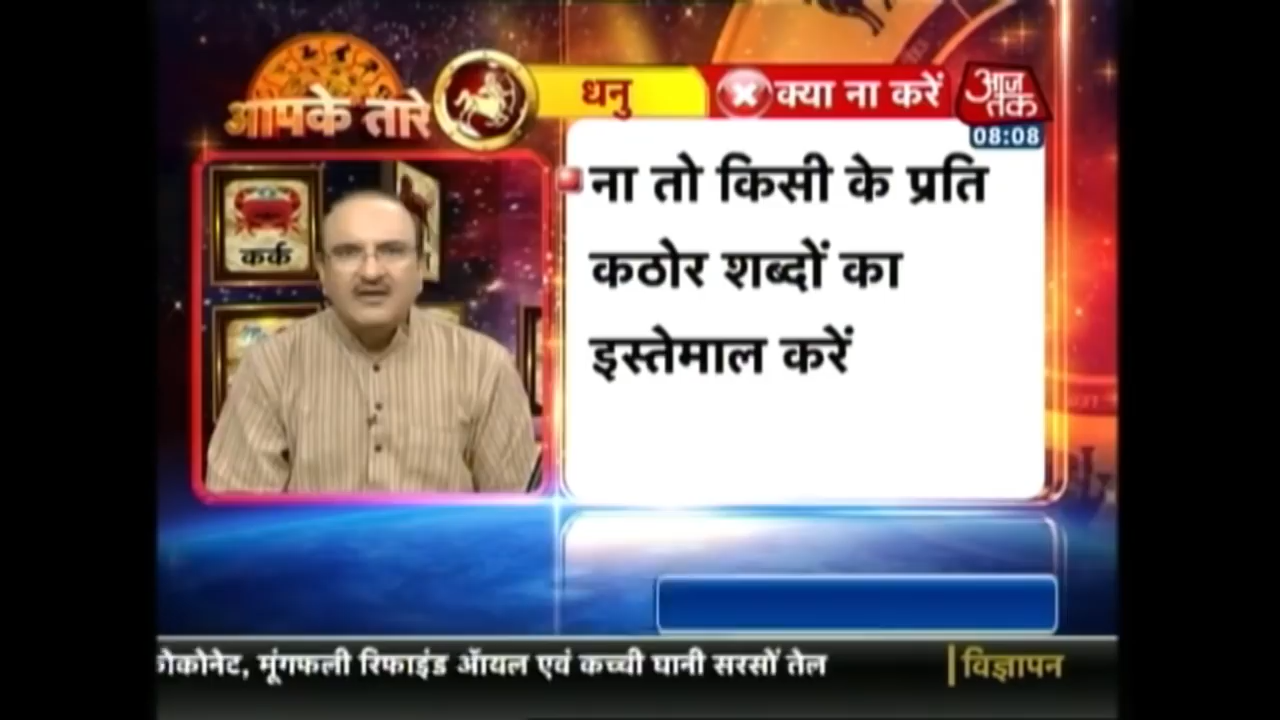 आपके तारे
धनु
क्या ना करें
आज
तक
08:08
कर्क
ना तो किसी के प्रति
कठोर शब्दों का
इस्तेमाल करें
मूंगफली रिफाइंड ऑयल एवं कच्ची घानी सरसों तेल
विज्ञापन